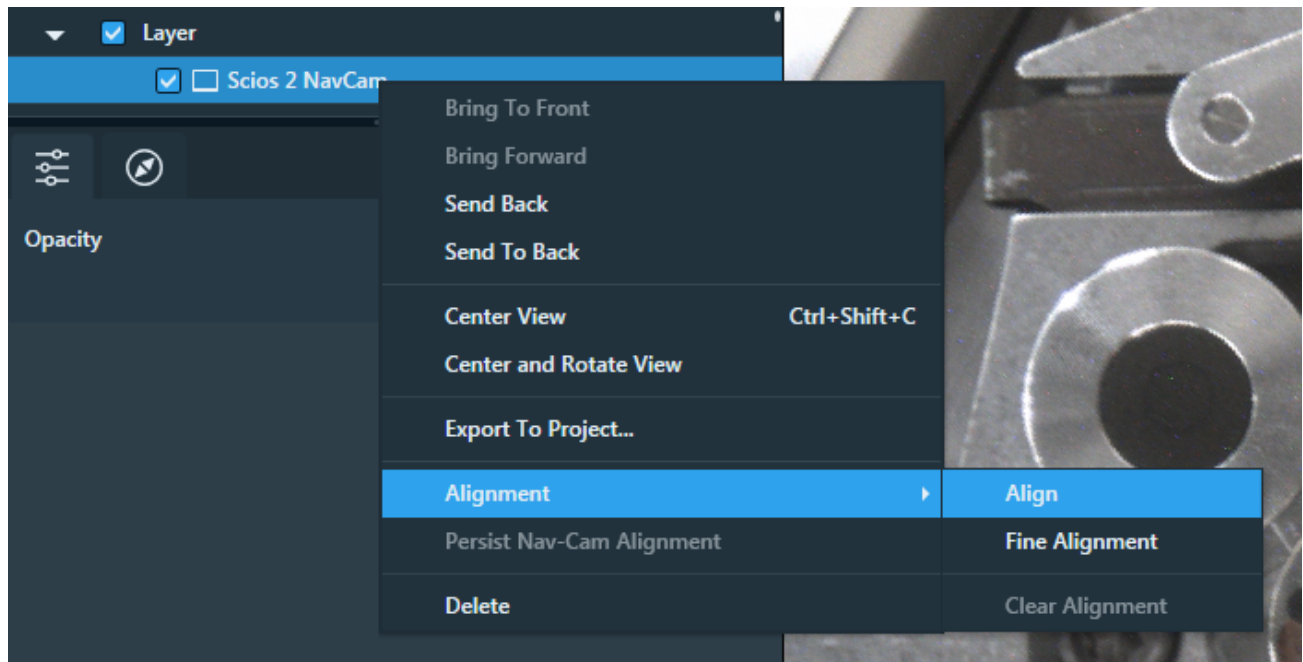 Layer
Scios 2 NavCam
Bring To Front
Bring Forward
Send Back
Send To Back
Opacity
Center View Ctrl+Shift+C
Center and Rotate View
Export To Project...
Alignment
Align
Persist Nav-Cam Alignment
Fine Alignment
Delete
Clear Alignment